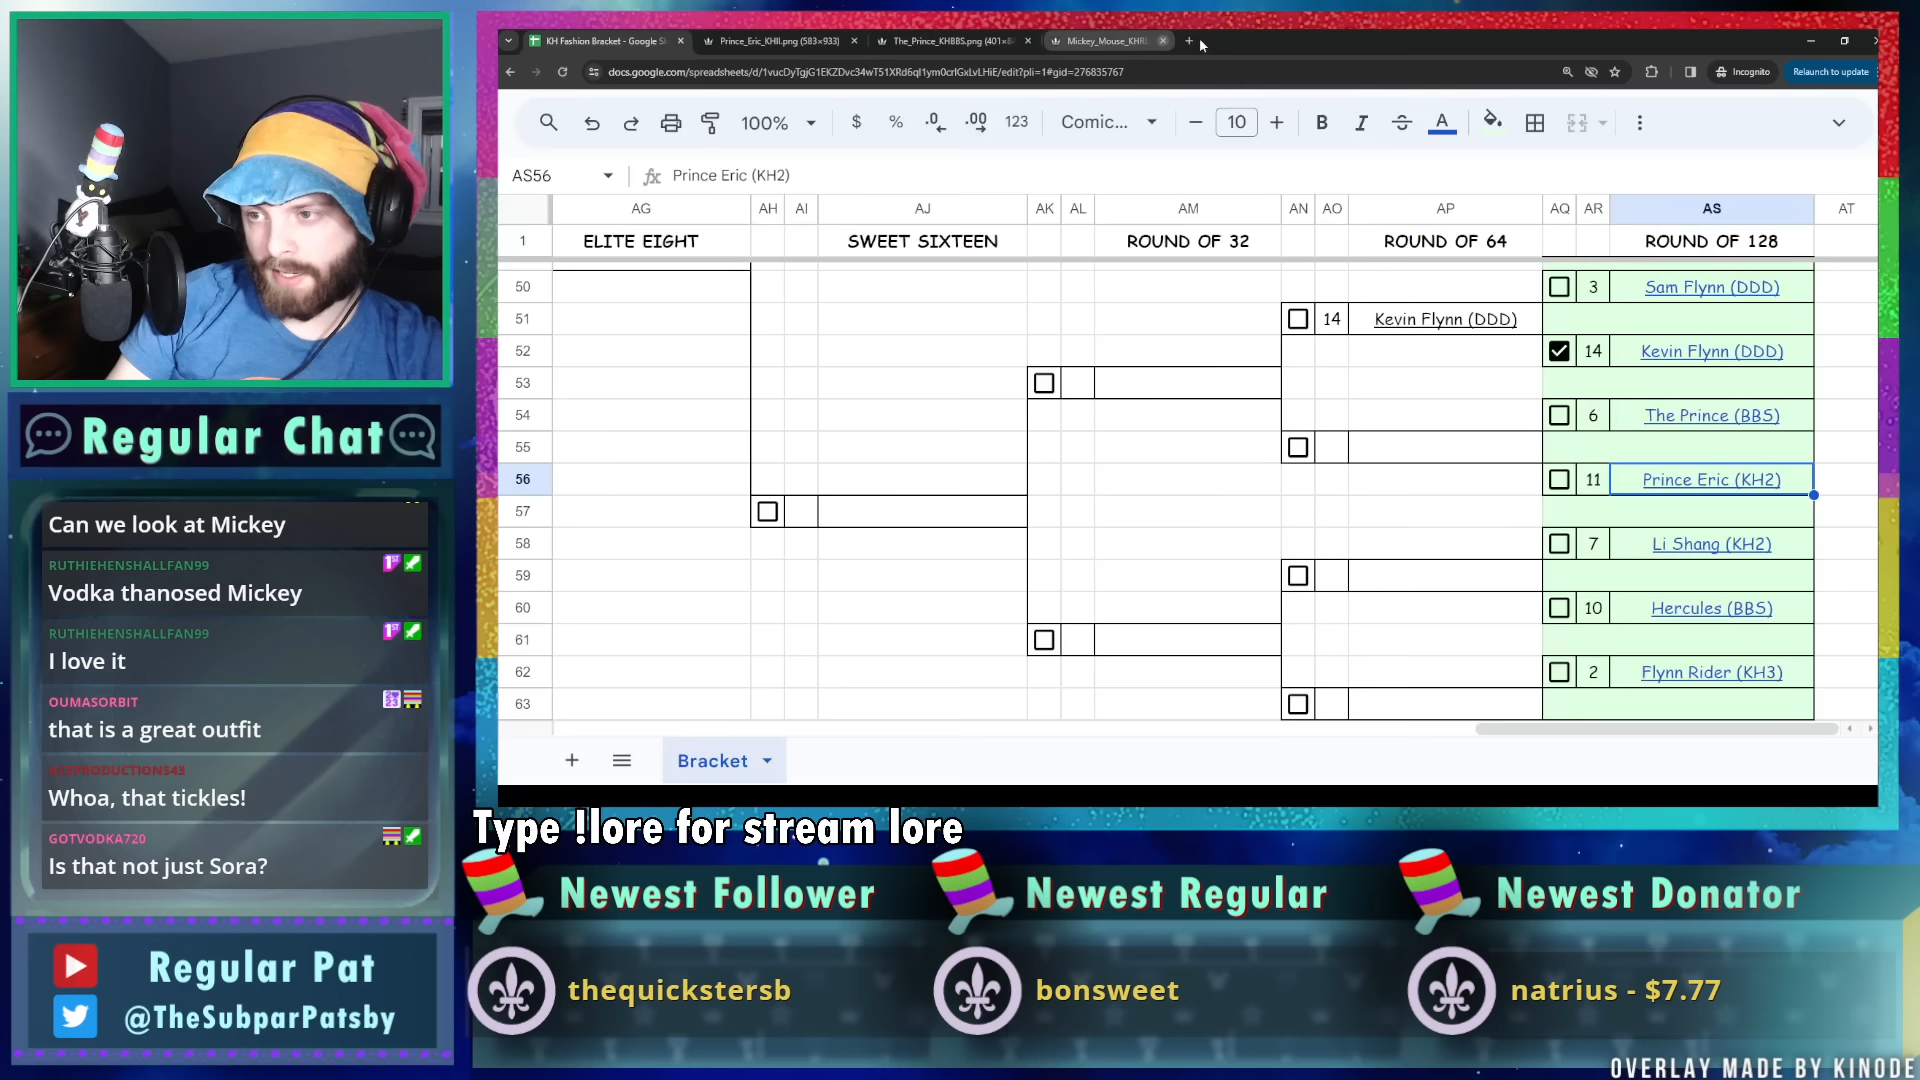 KH Fashion Bracket - Google S
Prince_Eric_KHII.png (583×933)
The_Prince_KHBBS.png (401×8
Mickey_Mouse_KHR
docs.google.com/spreadsheets/d/
Incognito
Relaunch to update
100%
$
%
.0
.00
123
Comic...
10
B
I
A
AS56
fx
Prince Eric (KH2)
AG AH AI AJ AK AL AM AN AO AP AQ AR AS AT
1 ELITE EIGHT SWEET SIXTEEN ROUND OF 32 ROUND OF 64 ROUND OF 128
50 3 Sam Flynn (DDD)
51 14 Kevin Flynn (DDD)
52 14 Kevin Flynn (DDD)
53
54 6 The Prince (BBS)
55
56 11 Prince Eric (KH2)
57
58 7 Li Shang (KH2)
59
60 10 Hercules (BBS)
61
62 2 Flynn Rider (KH3)
63
Bracket
Regular Chat
Can we look at Mickey
RUTHIEHENSHALLFAN99
Vodka thanosed Mickey
RUTHIEHENSHALLFAN99
I love it
OUMASORBIT
that is a great outfit
Whoa, that tickles!
GOTVODKA720
Is that not just Sora?
Regular Pat
@TheSubparPatsby
Type !lore for stream lore
Newest Follower
thequickstersb
Newest Regular
bonsweet
Newest Donator
natrius - $7.77
OVERLAY MADE BY KINODE